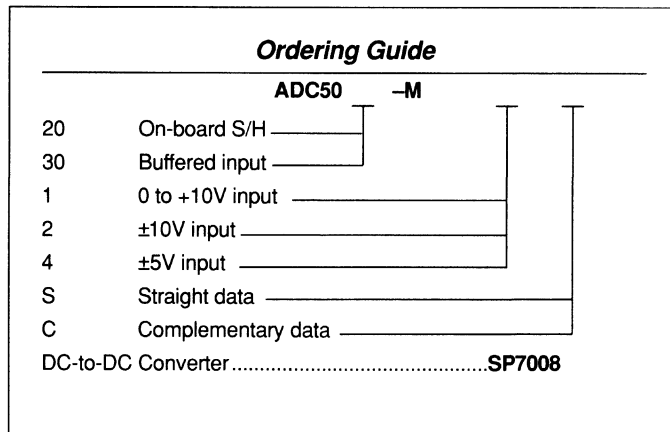 Ordering Guide
ADC50 –M
20 On-board S/H
30 Buffered input
1 0 to +10V input
2 ±10V input
4 ±5V input
S Straight data
C Complementary data
DC-to-DC Converter................................................SP7008